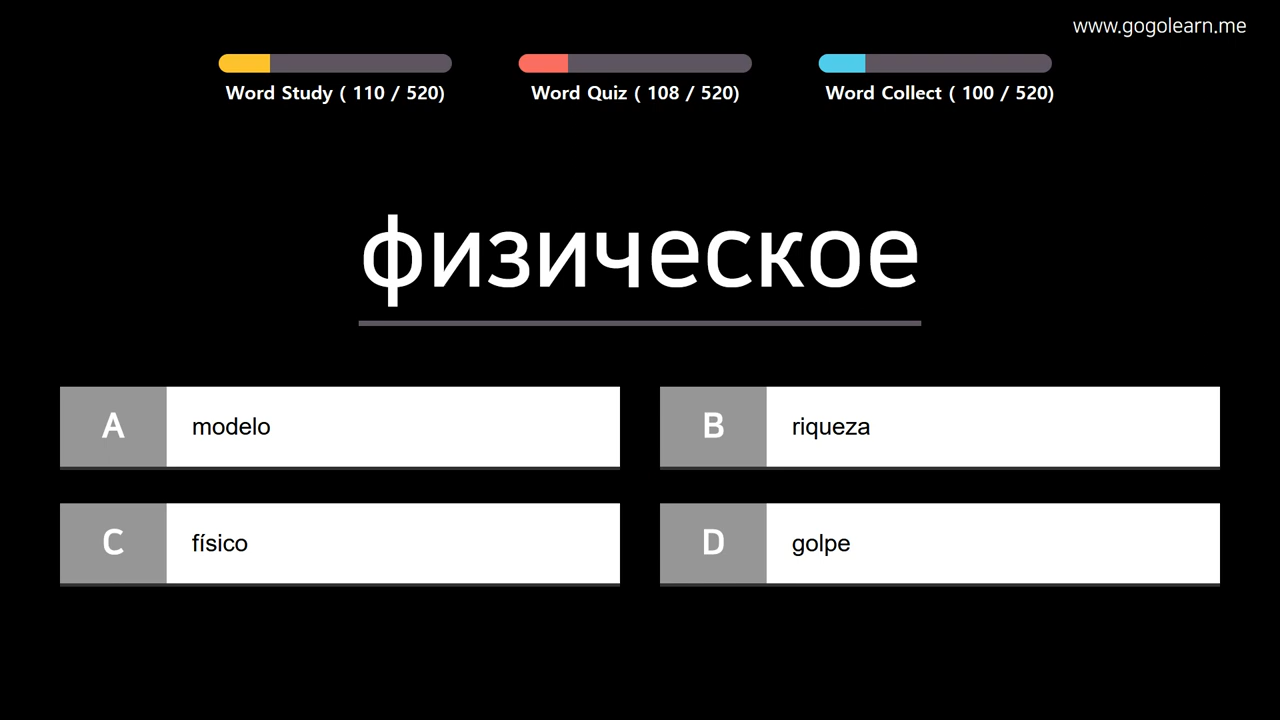 www.gogolearn.me
Word Study ( 110 / 520)
Word Quiz ( 108 / 520)
Word Collect ( 100 / 520)
физическое
A modelo
B riqueza
C físico
D golpe